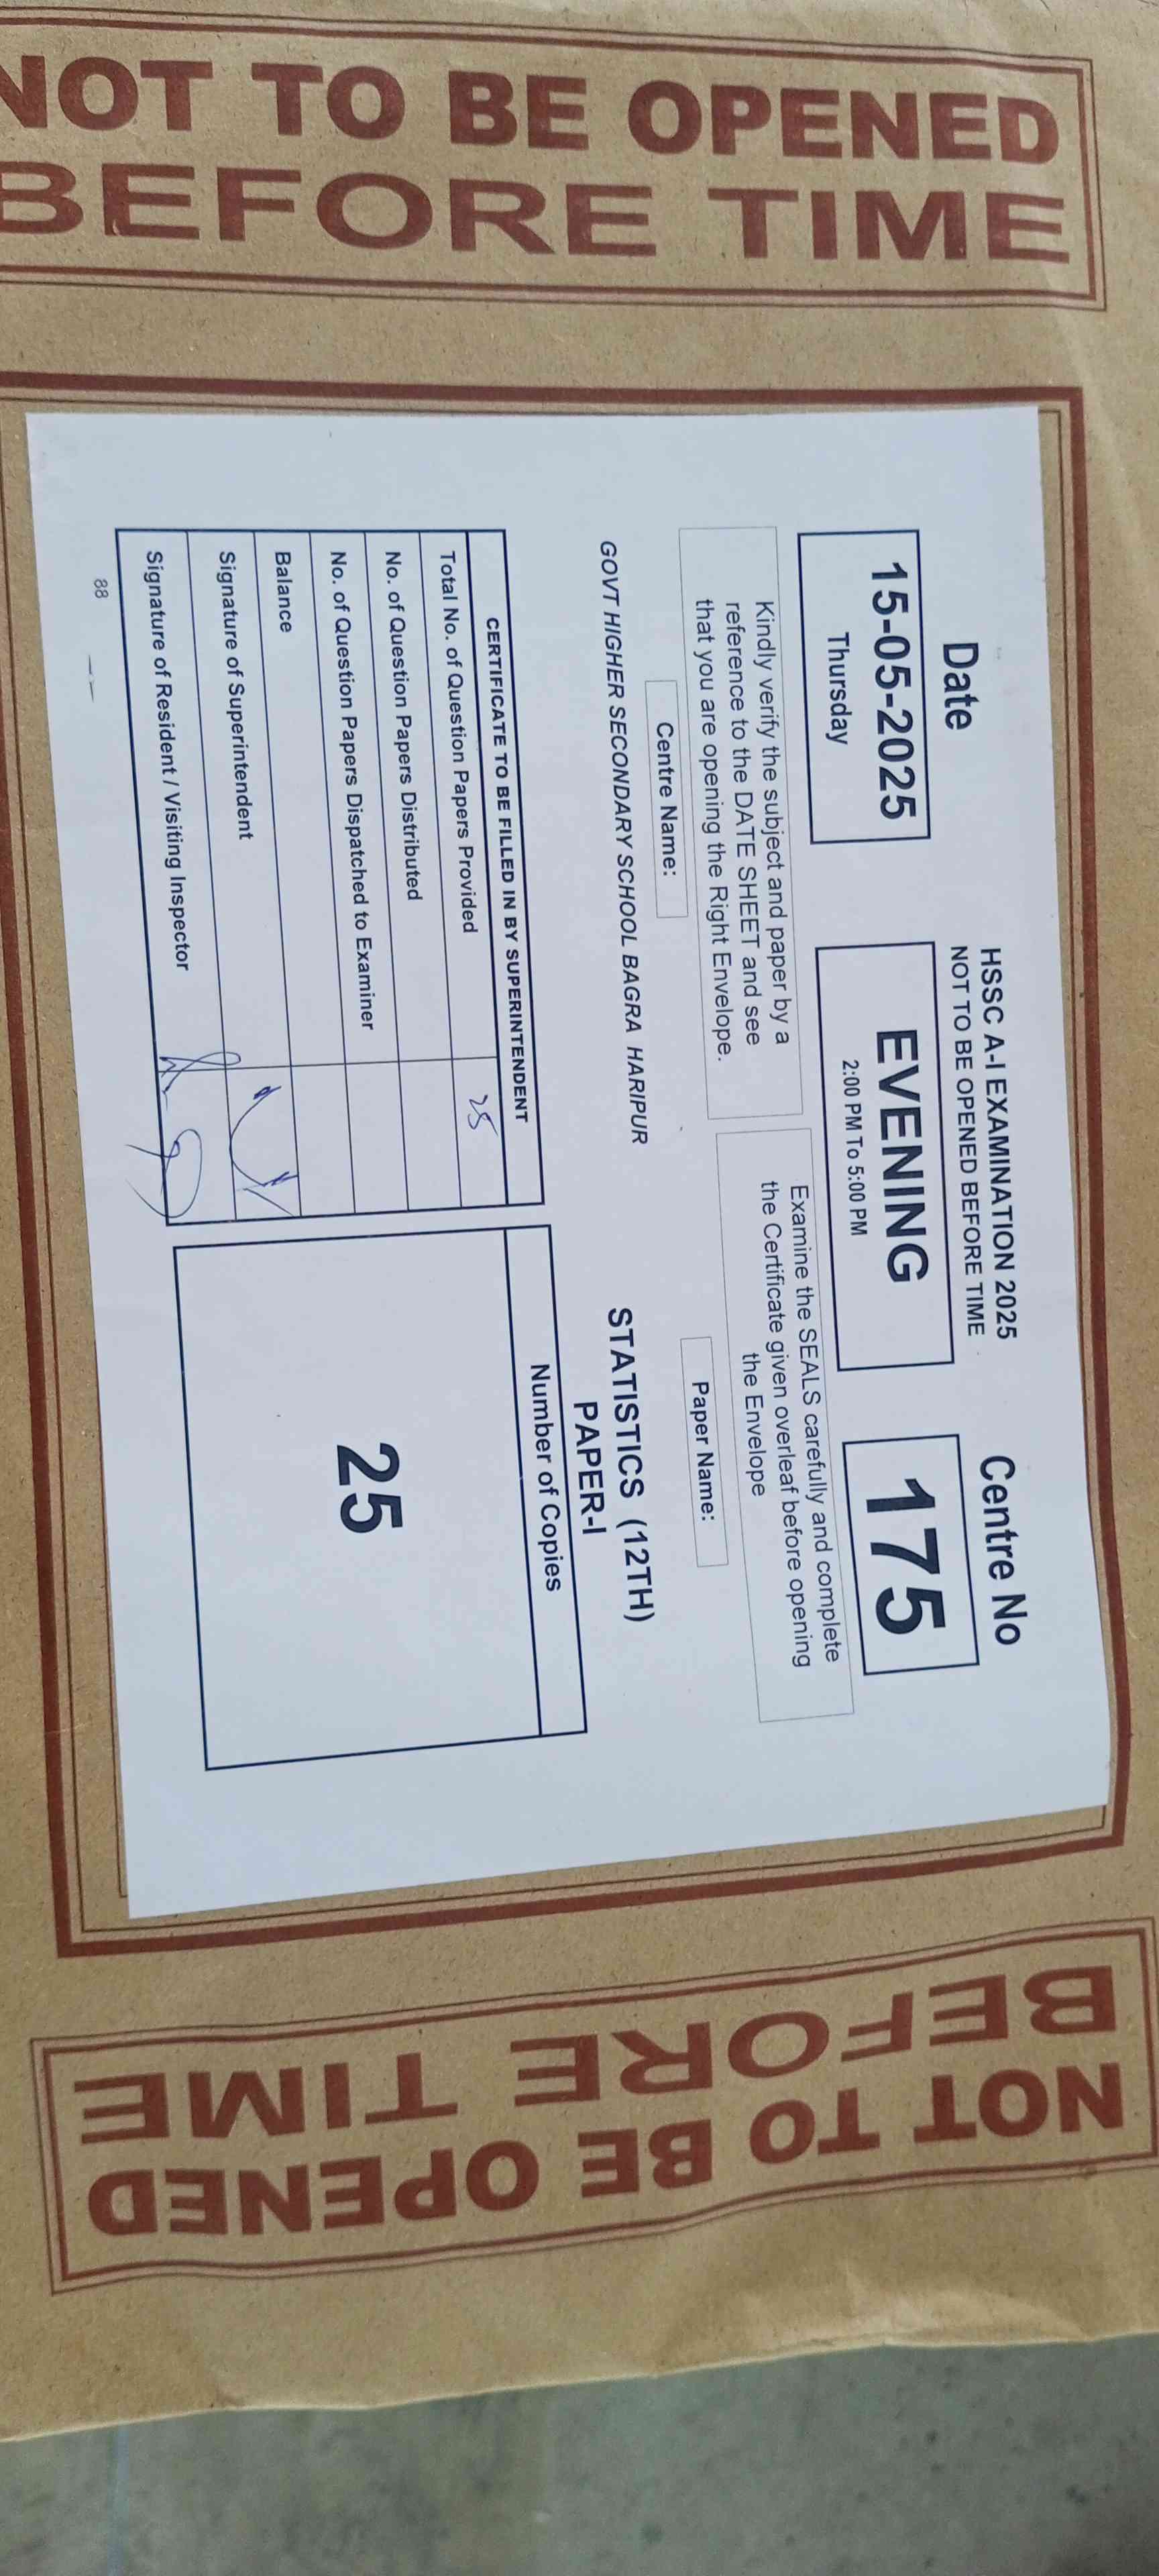 NOT TO BE OPENED
BEFORE TIME
Date
15-05-2025
Thursday
HSSC A-I EXAMINATION 2025
NOT TO BE OPENED BEFORE TIME
EVENING
2:00 PM To 5:00 PM
Centre No
175
Kindly verify the subject and paper by a
reference to the DATE SHEET and see
that you are opening the Right Envelope.
Examine the SEALS carefully and complete
the Certificate given overleaf before opening
the Envelope
Centre Name:
GOVT HIGHER SECONDARY SCHOOL BAGRA HARIPUR
Paper Name:
STATISTICS (12TH)
PAPER-I
CERTIFICATE TO BE FILLED IN BY SUPERINTENDENT
Total No. of Question Papers Provided 25
No. of Question Papers Distributed
No. of Question Papers Dispatched to Examiner
Balance
Signature of Superintendent
Signature of Resident / Visiting Inspector
Number of Copies
25
88
NOT TO BE OPENED
BEFORE TIME